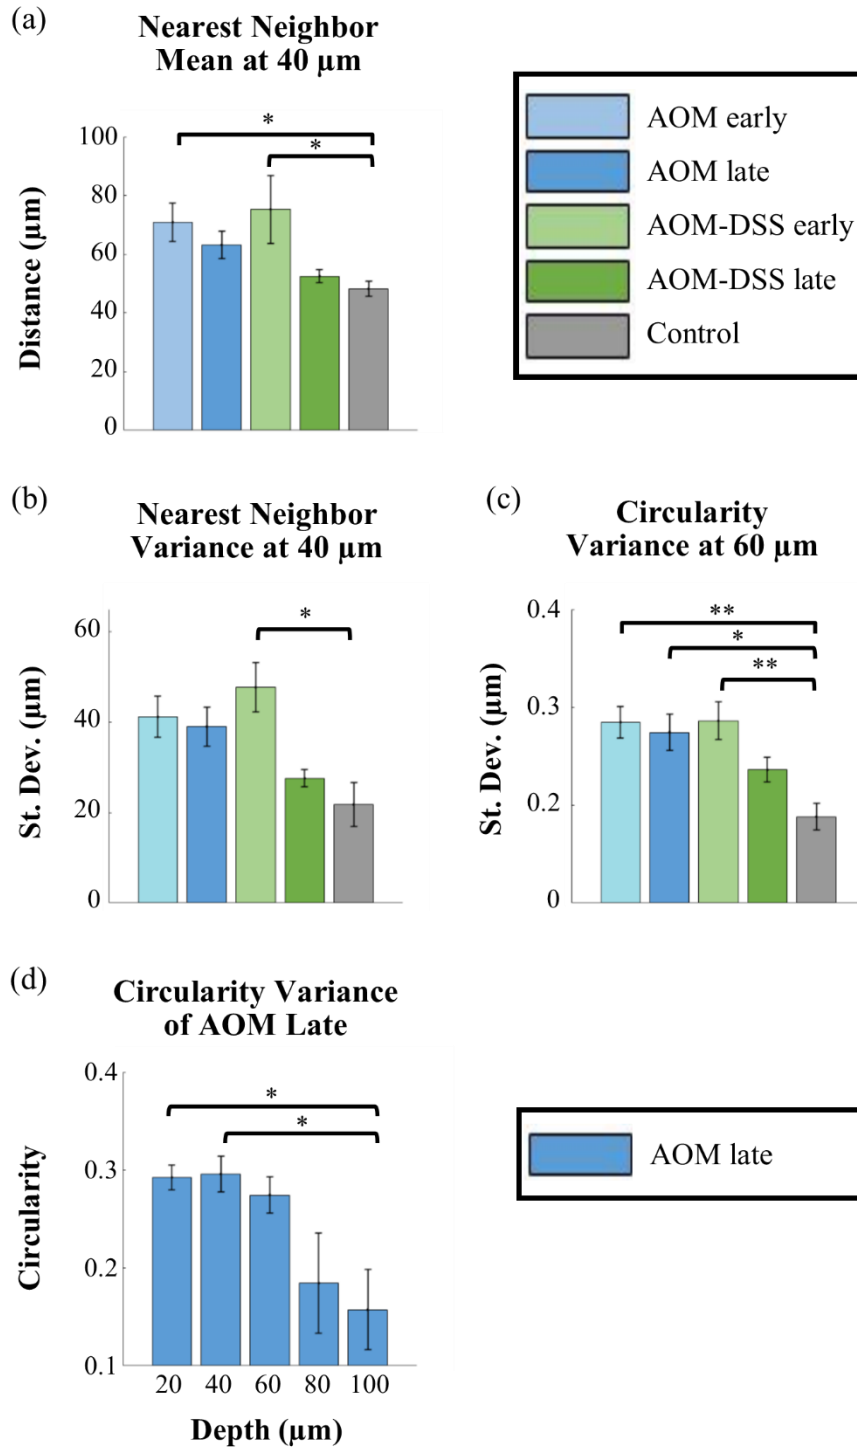 (a)
Nearest Neighbor
Mean at 40 µm
Distance (µm)
100
80
60
40
20
0
*
*
AOM early
AOM late
AOM-DSS early
AOM-DSS late
Control
(b)
Nearest Neighbor
Variance at 40 µm
St. Dev. (µm)
60
40
20
0
*
(c)
Circularity
Variance at 60 µm
St. Dev. (µm)
0.4
0.3
0.2
0
**
*
**
(d)
Circularity Variance
of AOM Late
Circularity
0.4
0.3
0.2
0.1
*
*
20 40 60 80 100
Depth (µm)
AOM late